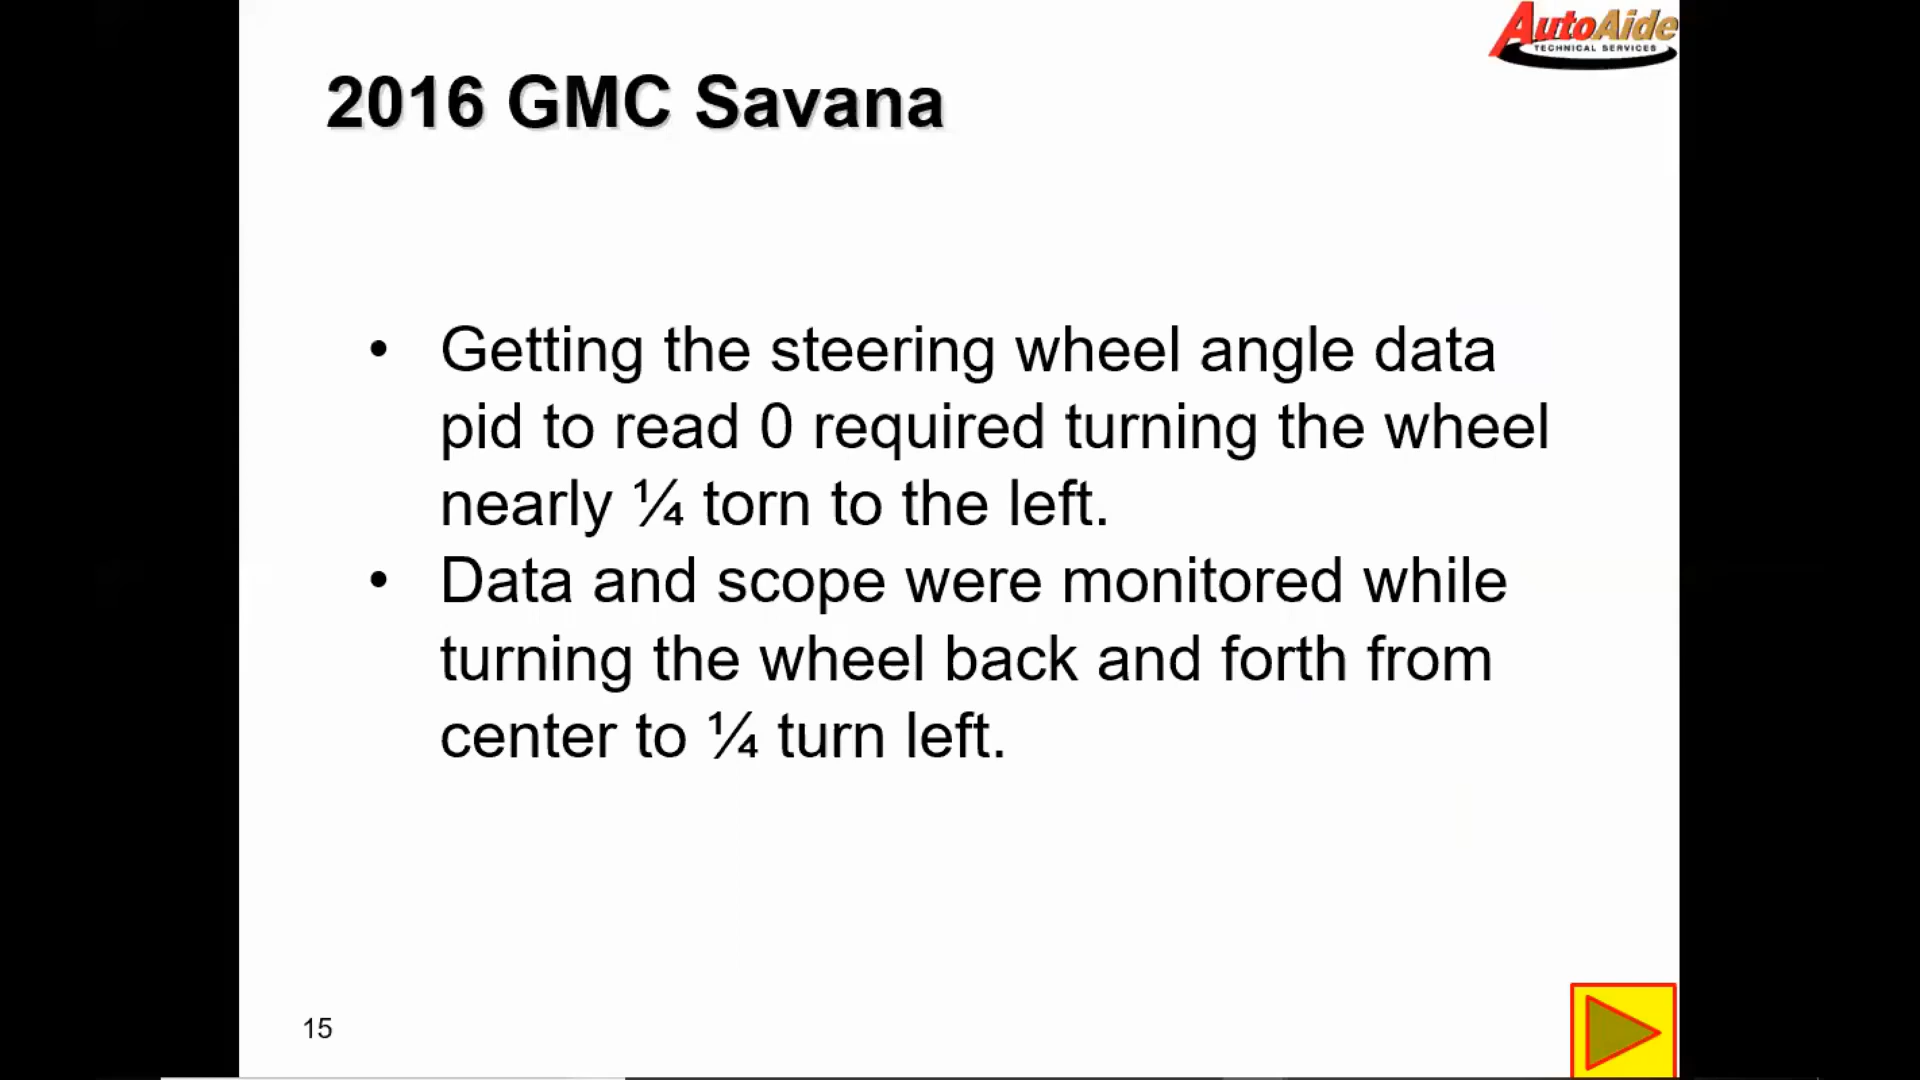 AutoAide
TECHNICAL SERVICES
2016 GMC Savana
• Getting the steering wheel angle data
pid to read 0 required turning the wheel
nearly ¼ torn to the left.
• Data and scope were monitored while
turning the wheel back and forth from
center to ¼ turn left.
15